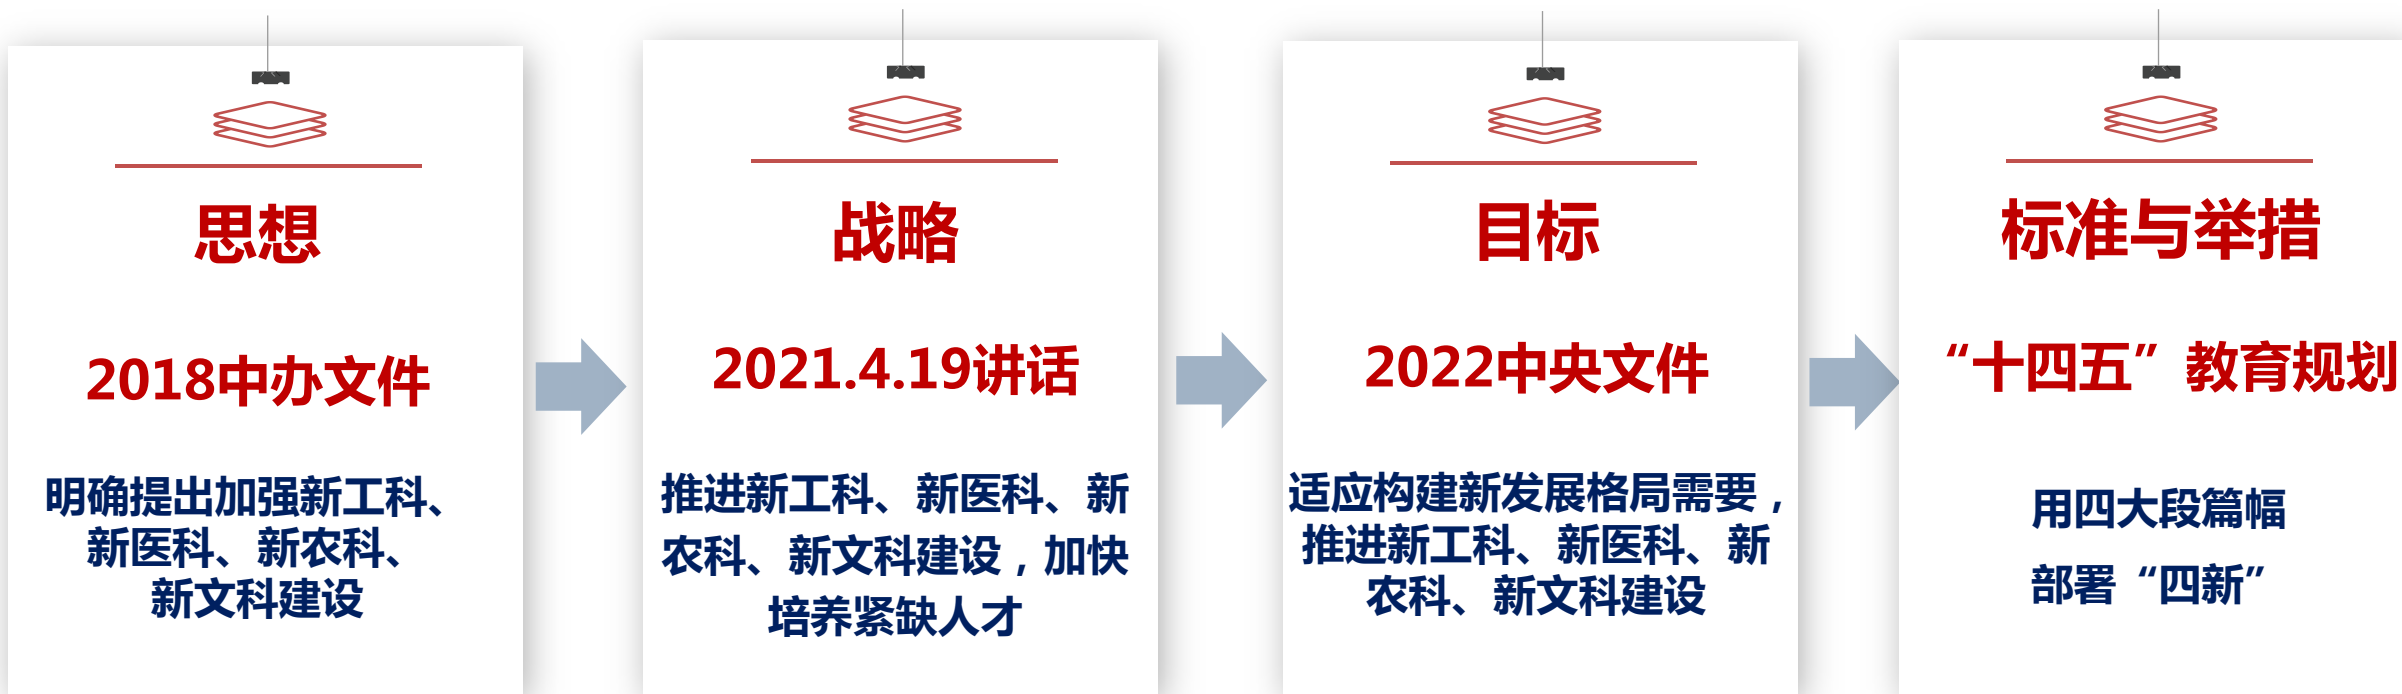 思想
2018中办文件
明确提出加强新工科、
新医科、新农科、
新文科建设
战略
2021.4.19讲话
推进新工科、新医科、新
农科、新文科建设，加快
培养紧缺人才
目标
2022中央文件
适应构建新发展格局需要，
推进新工科、新医科、新
农科、新文科建设
标准与举措
“十四五”教育规划
用四大段篇幅
部署“四新”